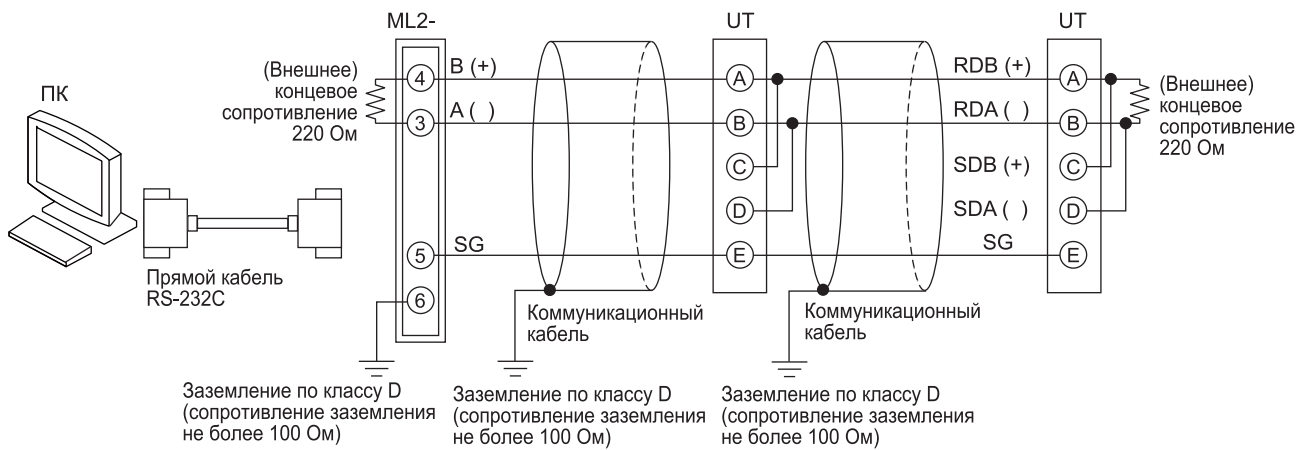 ML2-
UT
UT
ПК
(Внешнее)
концевое
сопротивление
220 Ом
4
B (+)
A
RDB (+)
A
3
A ( )
B
RDA ( )
B
C
SDB (+)
C
D
SDA ( )
D
5
SG
E
SG
E
6
(Внешнее)
концевое
сопротивление
220 Ом
Прямой кабель
RS-232C
Коммуникационный
кабель
Коммуникационный
кабель
Заземление по классу D
(сопротивление заземления
не более 100 Ом)
Заземление по классу D
(сопротивление заземления
не более 100 Ом)
Заземление по классу D
(сопротивление заземления
не более 100 Ом)